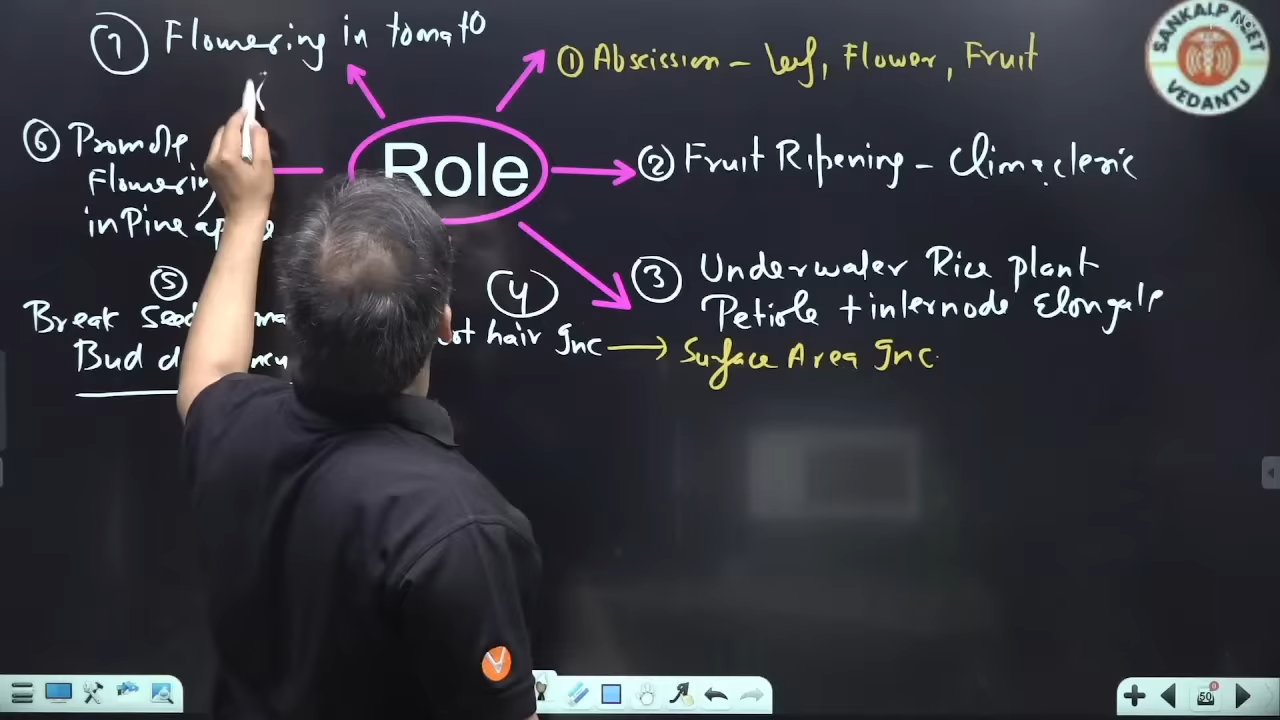 7 Flowering in tomato
① Abscission – leaf, Flower, Fruit
SANKALP NEET
VEDANTU
Role
⑥ Promote
Flowering
in Pineapple
② Fruit Ripening – Climacteric
③ Underwater Rice plant
Petiole + internode Elongate
④
hair Inc → Surface Area Inc
⑤
Break Seed
Bud
50